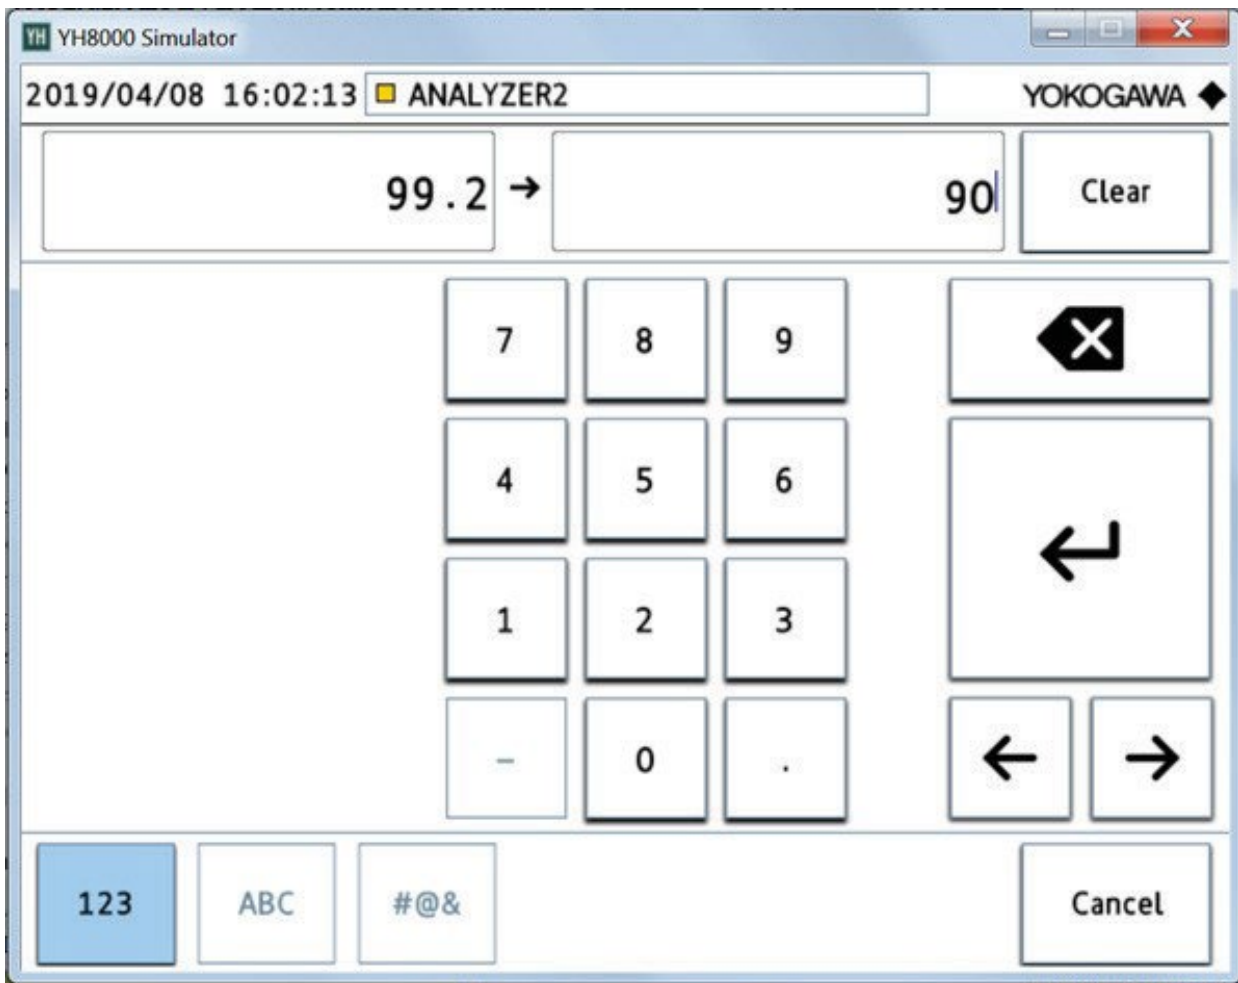 YH YH8000 Simulator
2019/04/08 16:02:13 ANALYZER2 YOKOGAWA
99.2 → 90 Clear
7 8 9
4 5 6
1 2 3
- 0 .
123 ABC #@& Cancel